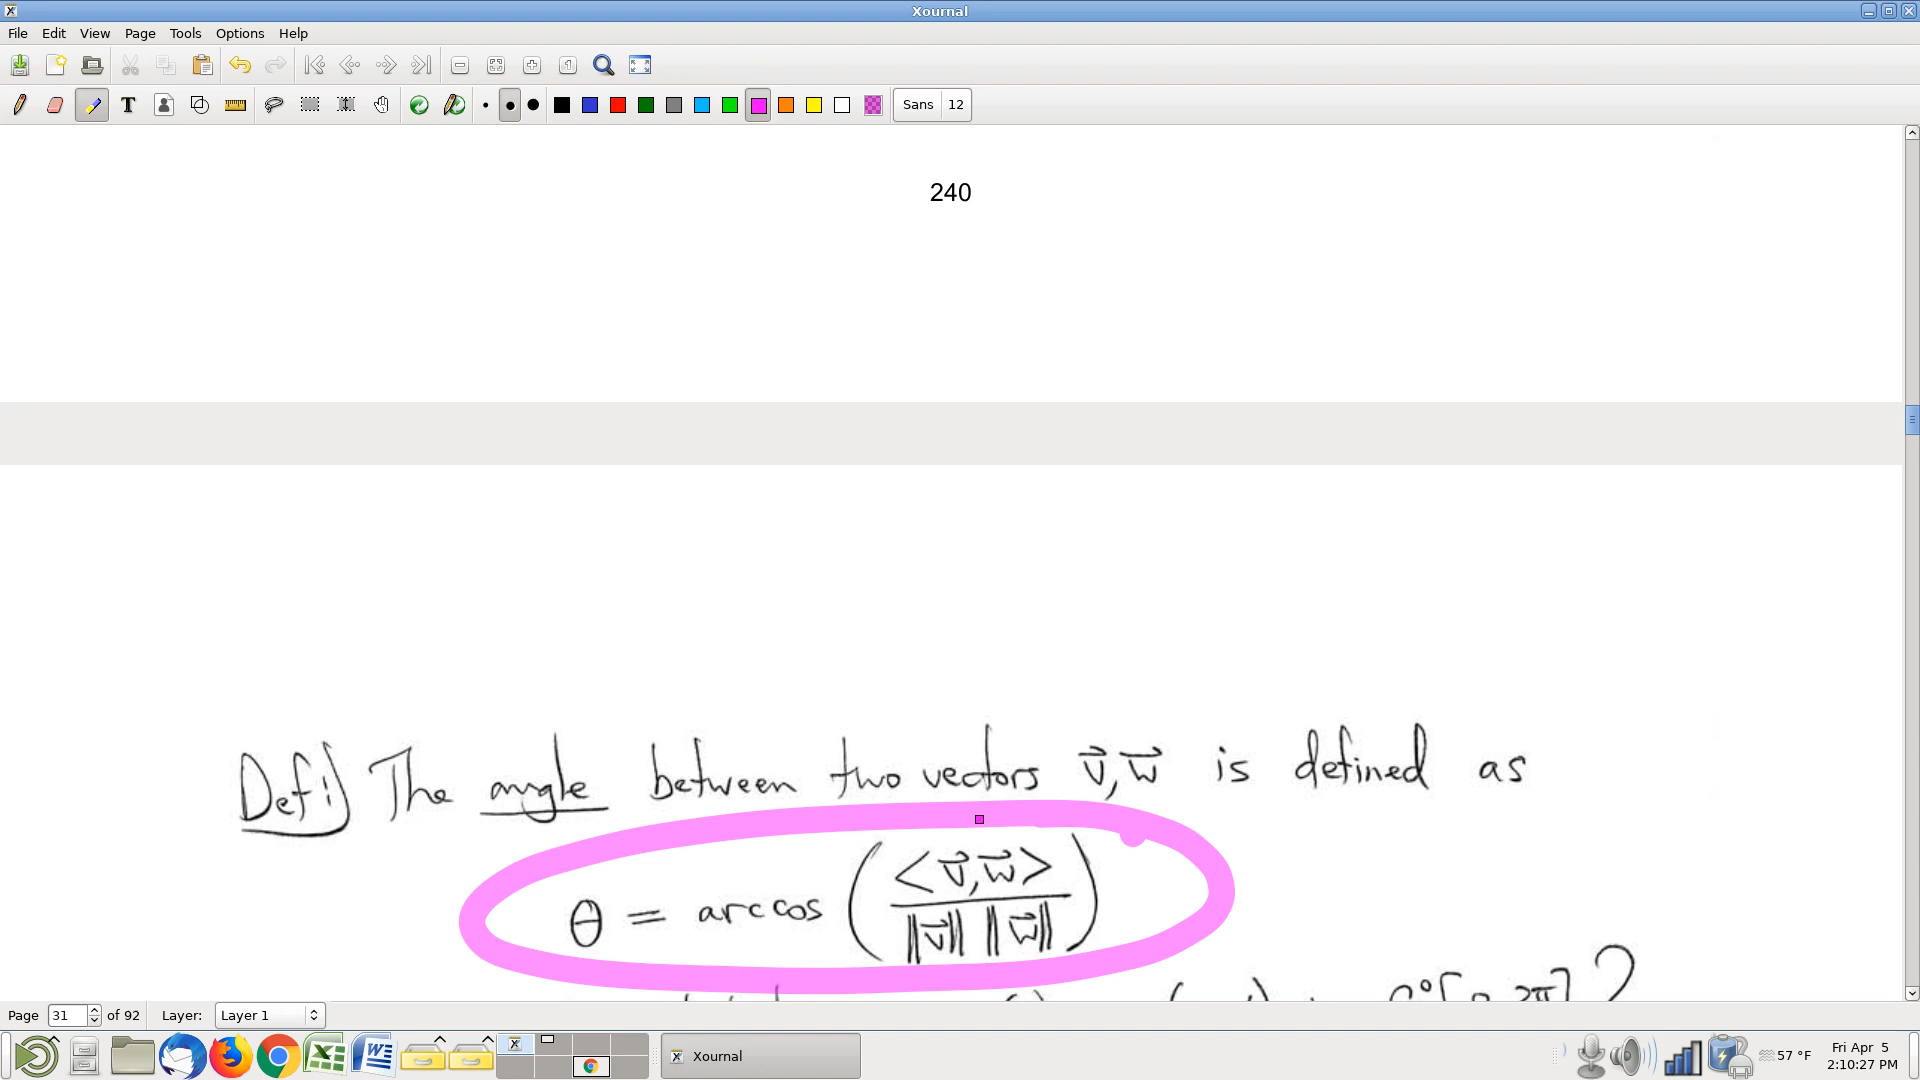 Xournal
File Edit View Page Tools Options Help
Sans 12
240
Def:) The angle between two vectors v⃗, w⃗ is defined as
θ = arccos ( <v⃗, w⃗> / ‖v⃗‖ ‖w⃗‖ )
Page 31 of 92 Layer: Layer 1
Xournal
57 °F
Fri Apr 5
2:10:27 PM